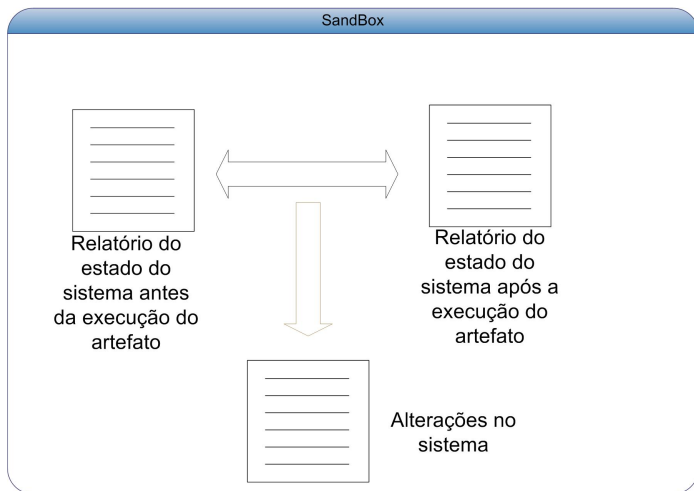 SandBox
Relatório do
estado do
sistema antes
da execução do
artefato
Relatório do
estado do
sistema após a
execução do
artefato
Alterações no
sistema